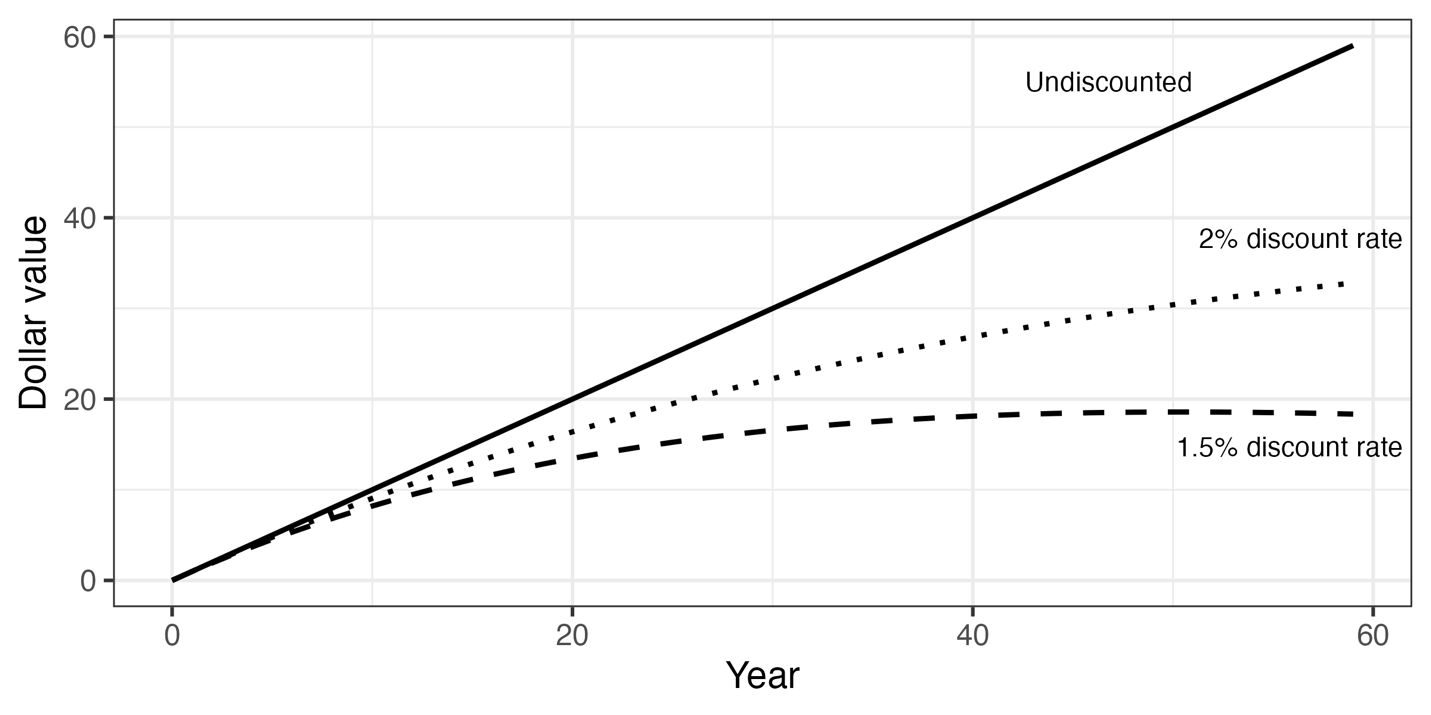 60
Undiscounted
Dollar value
40
2% discount rate
20
1.5% discount rate
0
0 20 40 60
Year